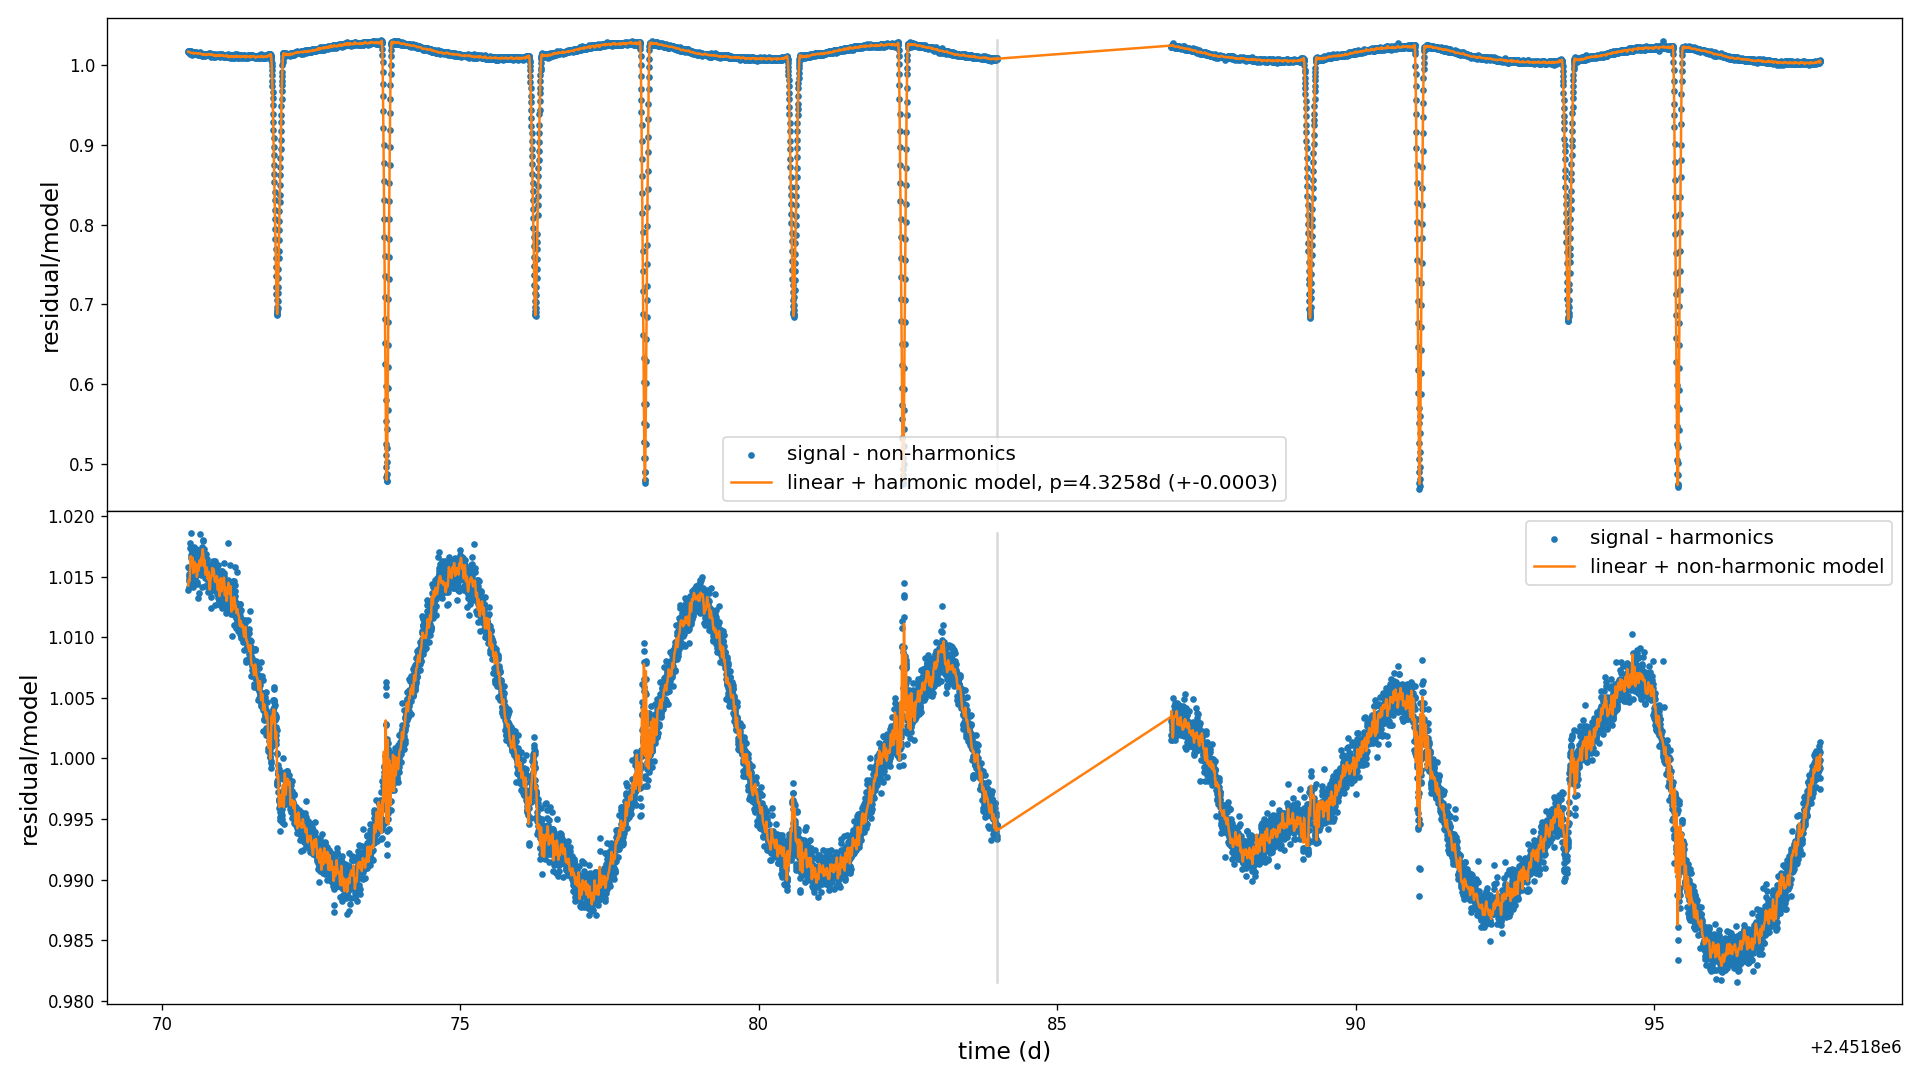 1.0
0.9
0.8
0.7
0.6
0.5
residual/model
signal - non-harmonics
linear + harmonic model, p=4.3258d (+-0.0003)
1.020
1.015
1.010
1.005
1.000
0.995
0.990
0.985
0.980
residual/model
signal - harmonics
linear + non-harmonic model
70
75
80
85
90
95
time (d)
+2.4518e6